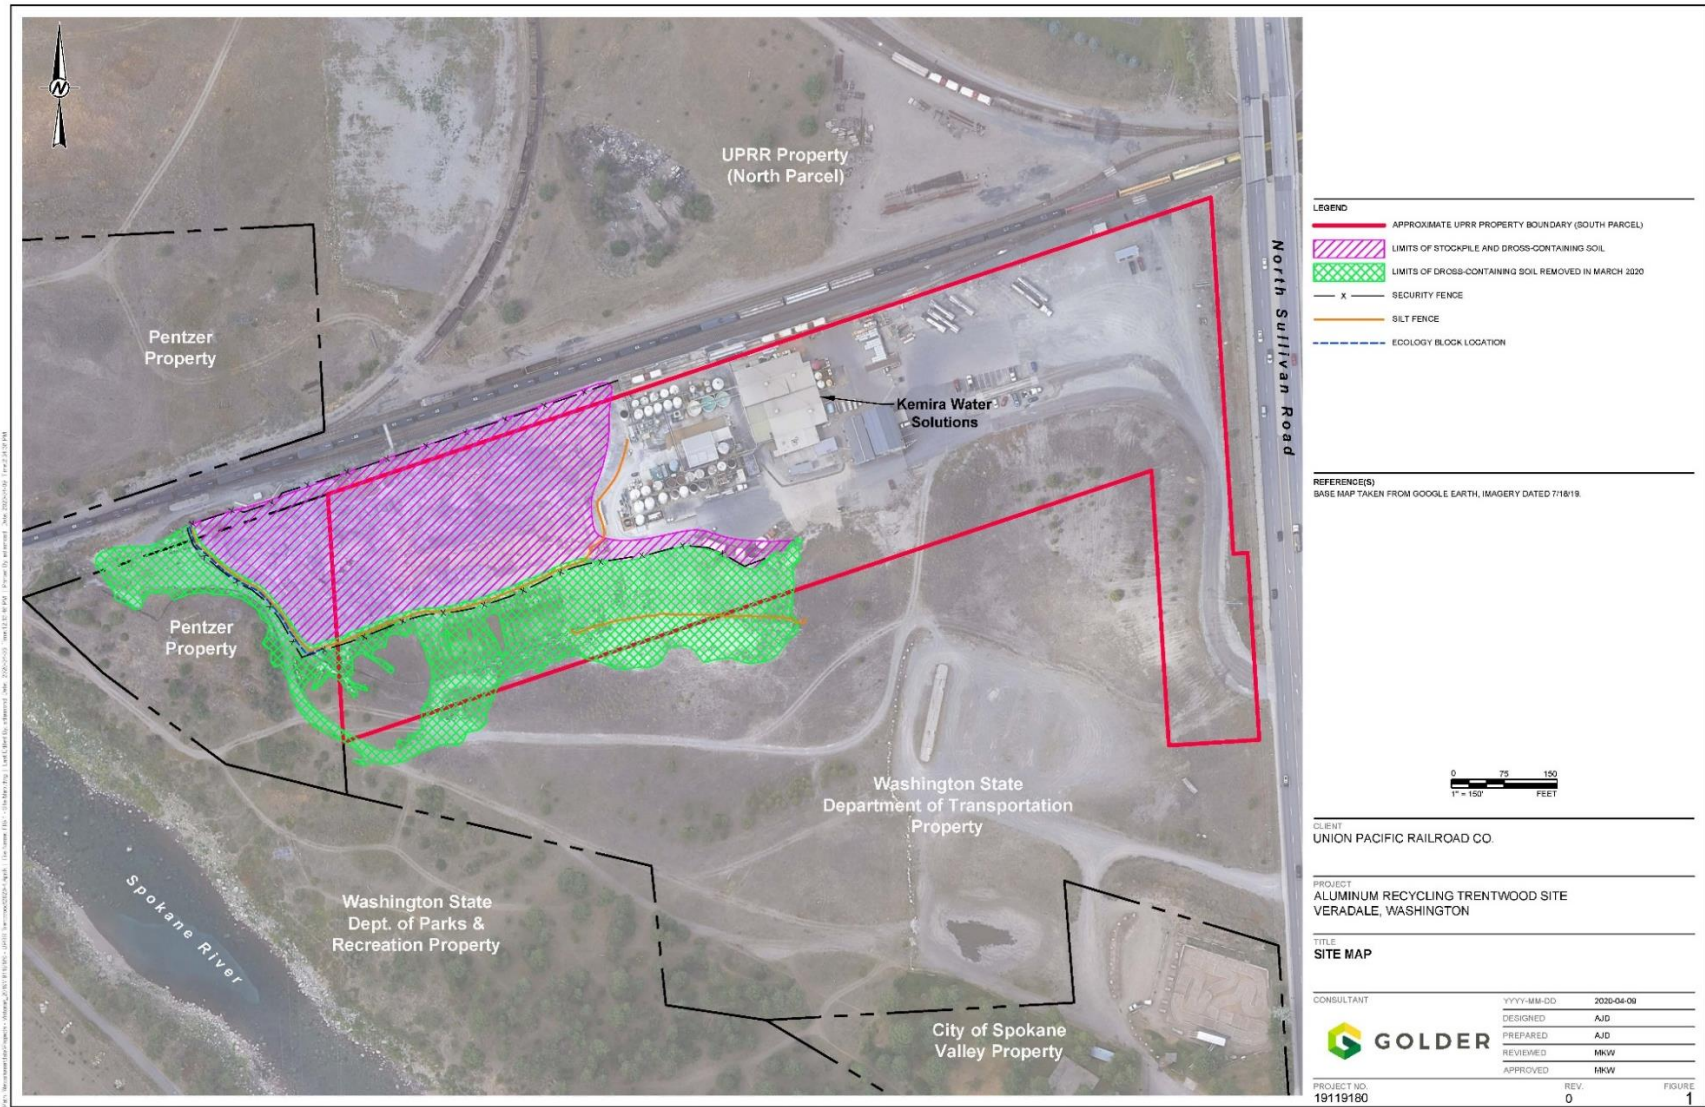 N
UPRR Property
(North Parcel)
Pentzer
Property
Kemira Water
Solutions
North Sullivan Road
Pentzer
Property
Washington State
Department of Transportation
Property
Washington State
Dept. of Parks &
Recreation Property
Spokane River
City of Spokane
Valley Property
LEGEND
APPROXIMATE UPRR PROPERTY BOUNDARY (SOUTH PARCEL)
LIMITS OF STOCKPILE AND DROSS-CONTAINING SOIL
LIMITS OF DROSS-CONTAINING SOIL REMOVED IN MARCH 2020
X SECURITY FENCE
SILT FENCE
ECOLOGY BLOCK LOCATION
REFERENCE(S)
BASE MAP TAKEN FROM GOOGLE EARTH, IMAGERY DATED 7/18/19.
0 75 150
1" = 150' FEET
CLIENT
UNION PACIFIC RAILROAD CO.
PROJECT
ALUMINUM RECYCLING TRENTWOOD SITE
VERADALE, WASHINGTON
TITLE
SITE MAP
CONSULTANT
GOLDER
YYYY-MM-DD 2020-04-09
DESIGNED AJD
PREPARED AJD
REVIEWED MKW
APPROVED MKW
PROJECT NO. REV. FIGURE
19119180 0 1